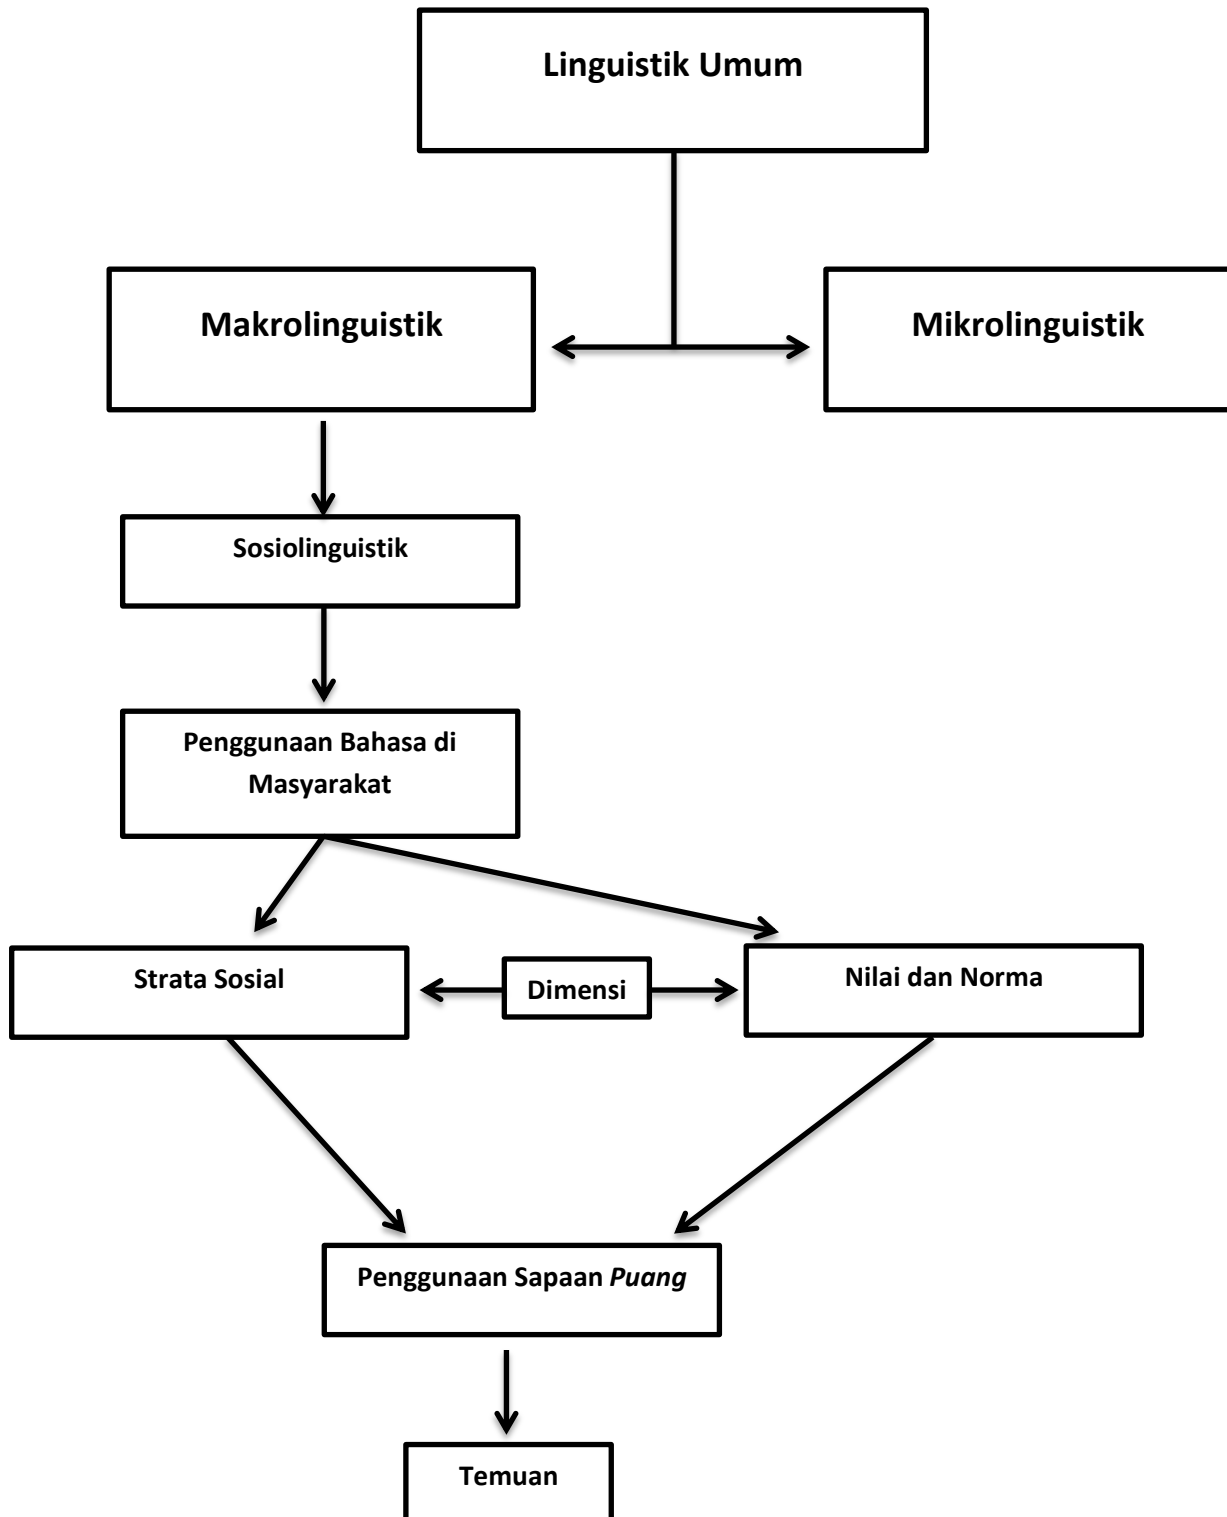 Linguistik Umum
Makrolinguistik
Mikrolinguistik
Sosiolinguistik
Penggunaan Bahasa di
Masyarakat
Strata Sosial
Dimensi
Nilai dan Norma
Penggunaan Sapaan Puang
Temuan